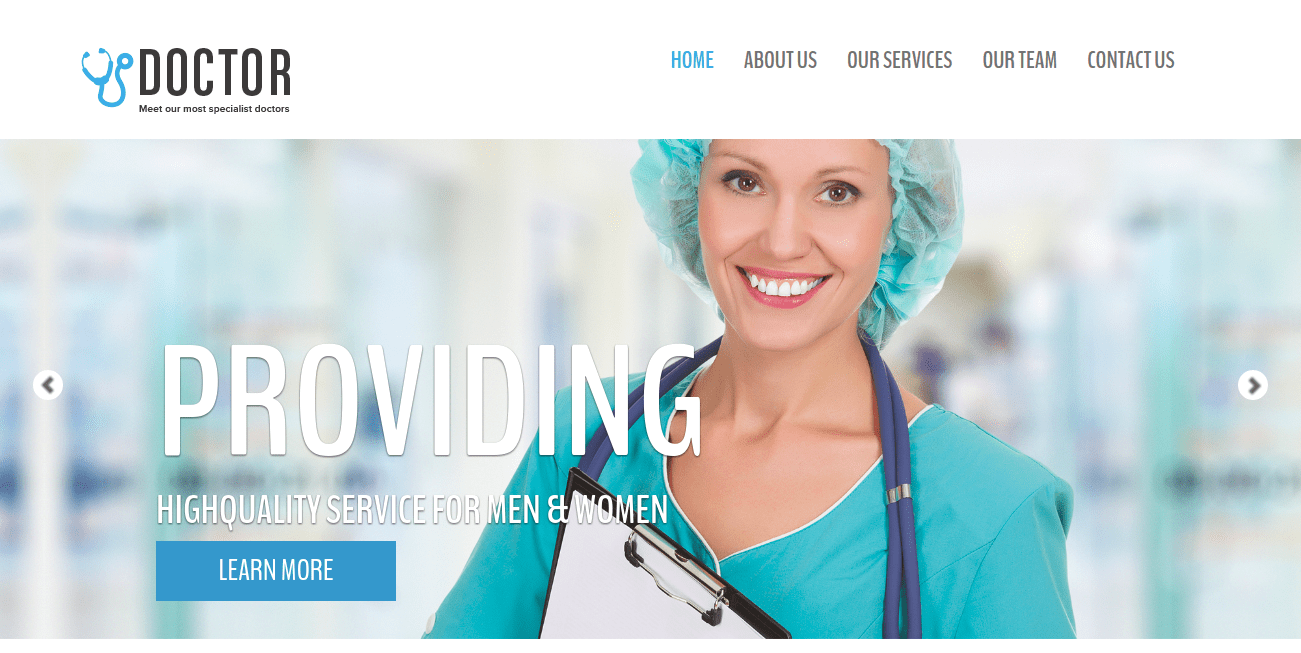 DOCTOR
Meet our most specialist doctors
HOME ABOUT US OUR SERVICES OUR TEAM CONTACT US
PROVIDING
HIGHQUALITY SERVICE FOR MEN & WOMEN
LEARN MORE